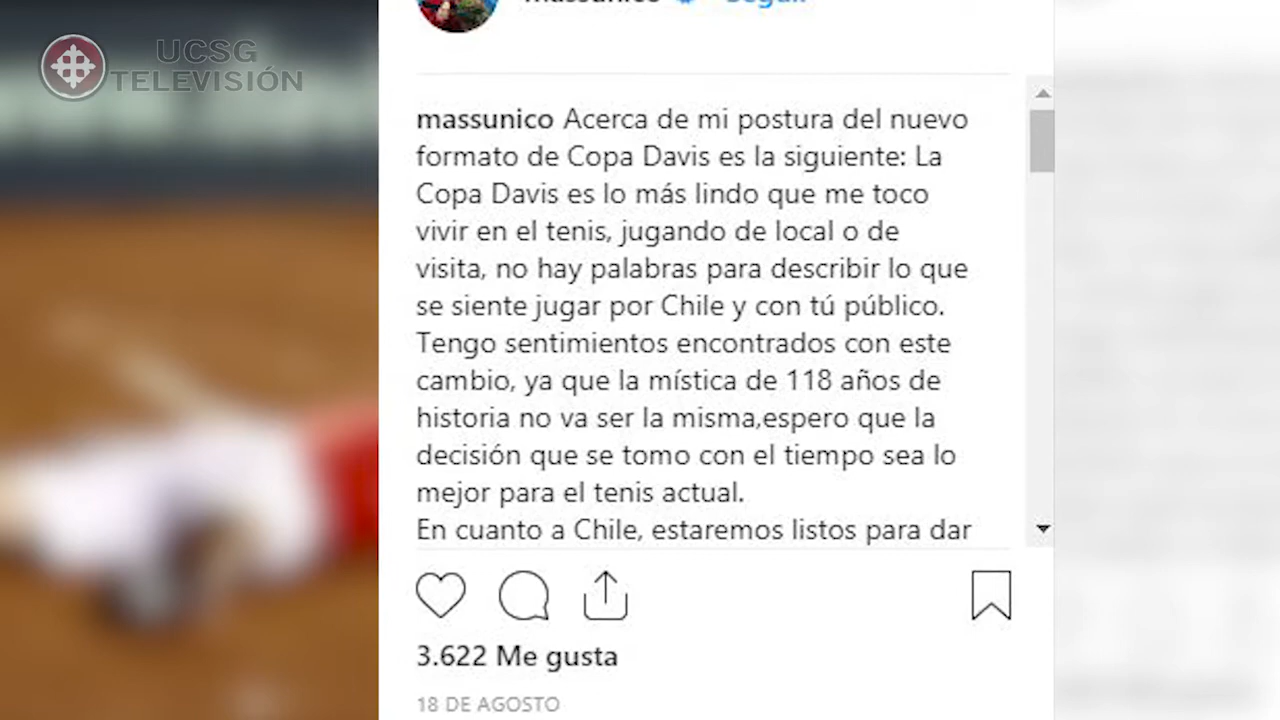 UCSG
TELEVISIÓN
massunico Acerca de mi postura del nuevo
formato de Copa Davis es la siguiente: La
Copa Davis es lo más lindo que me toco
vivir en el tenis, jugando de local o de
visita, no hay palabras para describir lo que
se siente jugar por Chile y con tú público.
Tengo sentimientos encontrados con este
cambio, ya que la mística de 118 años de
historia no va ser la misma,espero que la
decisión que se tomo con el tiempo sea lo
mejor para el tenis actual.
En cuanto a Chile, estaremos listos para dar
3.622 Me gusta
18 DE AGOSTO